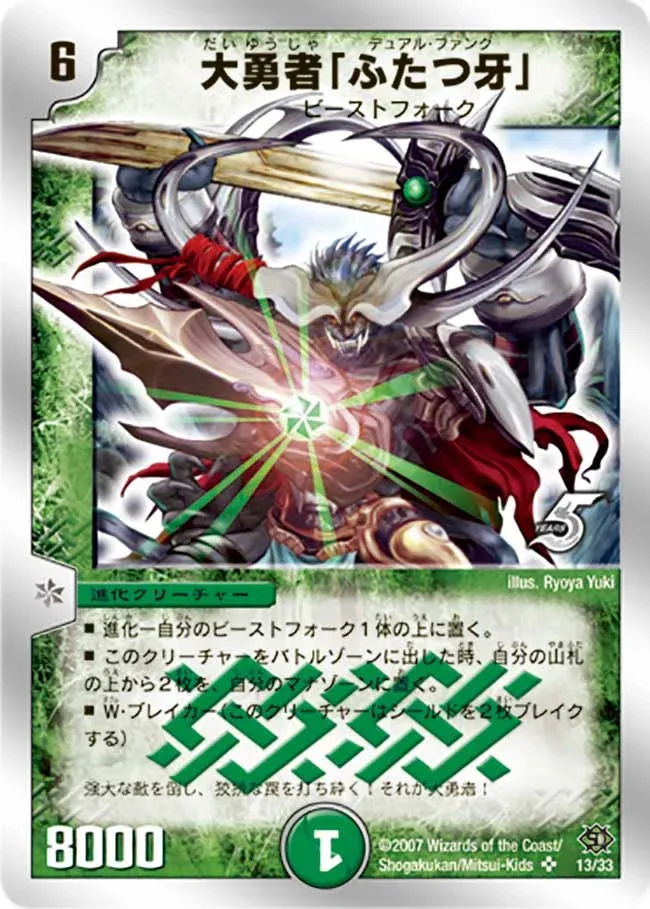 6
だいゆうじゃ デュアル・ファング
大勇者「ふたつ牙」
ビーストフォーク
5 YEARS
illus. Ryoya Yuki
進化クリーチャー
■ 進化ー自分のビーストフォーク1体の上に置く。
■ このクリーチャーをバトルゾーンに出した時、自分の山札
の上から2枚を、自分のマナゾーンに置く。
■ W・ブレイカー(このクリーチャーはシールドを2枚ブレイク
する)
強大な敵を倒し、狡猾な罠を打ち砕く!それが大勇者!
8000
1
©2007 Wizards of the Coast/
Shogakukan/Mitsui-Kids
13/33